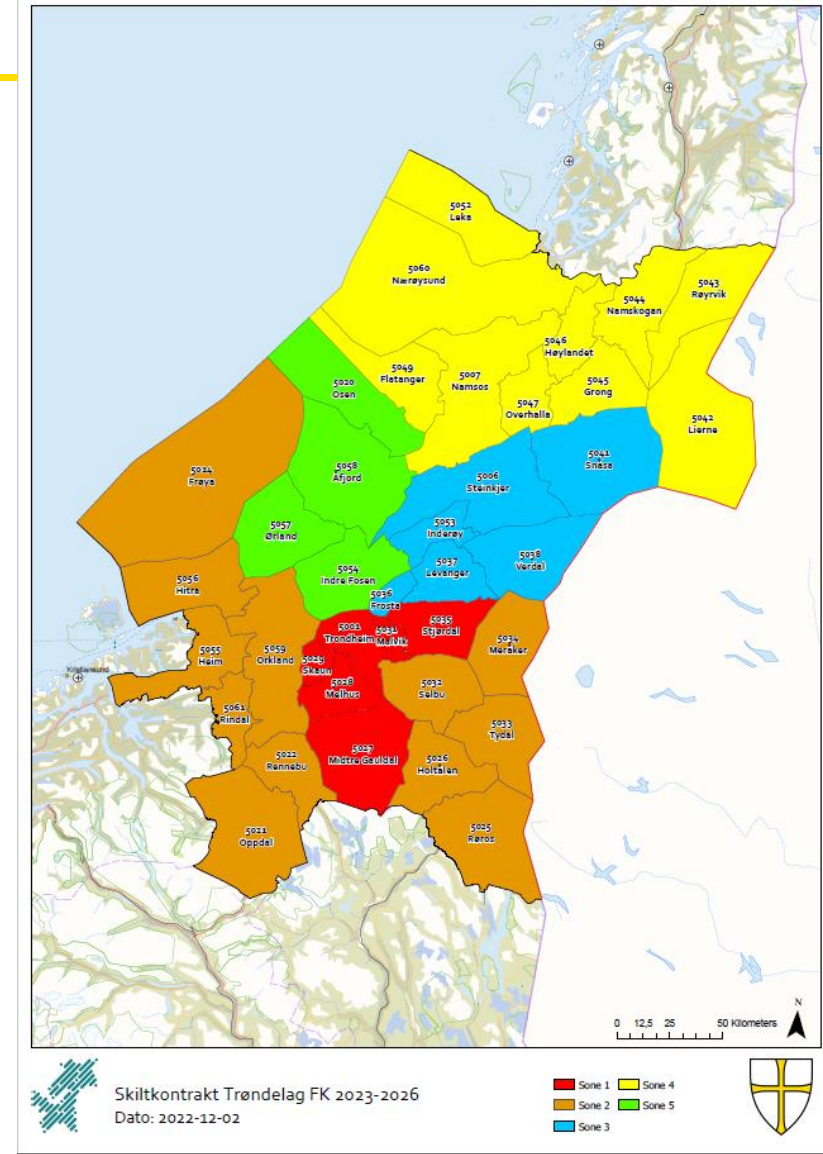 5052
Leka
5060
Nærøysund
5043
Røyrvik
5044
Namskogan
5046
Høylandet
5049
Flatanger
5007
Namsos
5045
Grong
5047
Overhalla
5042
Lierne
5020
Osen
5041
Snåsa
5058
Åfjord
5006
Steinkjer
5014
Frøya
5057
Ørland
5053
Inderøy
5038
Verdal
5037
Levanger
5054
Indre Fosen
5056
Hitra
5036
Frosta
5001
Trondheim
5031
Malvik
5035
Stjørdal
5034
Meråker
5055
Heim
5059
Orkland
5029
Skaun
Kristiansund
5028
Melhus
5032
Selbu
5061
Rindal
5033
Tydal
5022
Rennebu
5027
Midtre Gauldal
5026
Holtålen
5021
Oppdal
5025
Røros
N
0 12,5 25 50 Kilometers
Skiltkontrakt Trøndelag FK 2023-2026
Dato: 2022-12-02
Sone 1 Sone 4
Sone 2 Sone 5
Sone 3